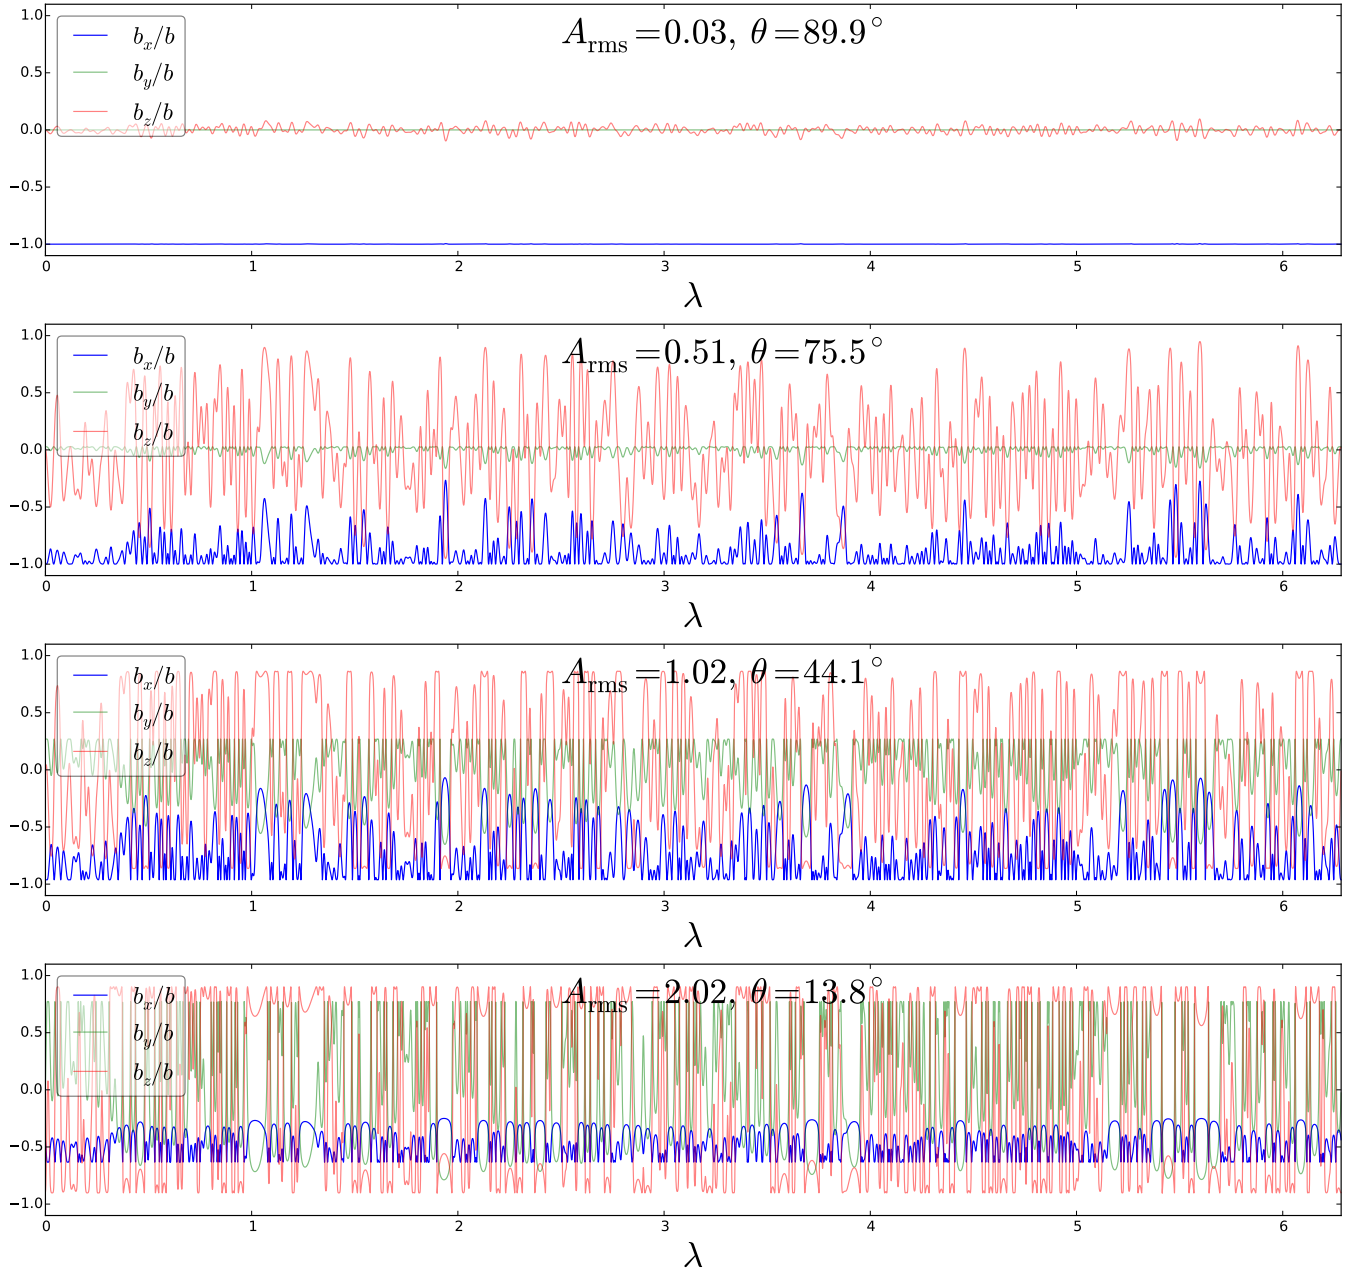 A_rms=0.03, θ=89.9°
b_x/b
b_y/b
b_z/b
1.0
0.5
0.0
−0.5
−1.0
0 1 2 3 4 5 6
λ
A_rms=0.51, θ=75.5°
b_x/b
b_y/b
b_z/b
1.0
0.5
0.0
−0.5
−1.0
0 1 2 3 4 5 6
λ
A_rms=1.02, θ=44.1°
b_x/b
b_y/b
b_z/b
1.0
0.5
0.0
−0.5
−1.0
0 1 2 3 4 5 6
λ
A_rms=2.02, θ=13.8°
b_x/b
b_y/b
b_z/b
1.0
0.5
0.0
−0.5
−1.0
0 1 2 3 4 5 6
λ